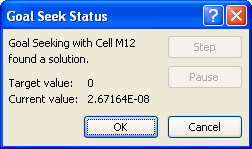 Goal Seek Status
Goal Seeking with Cell M12
found a solution.
Step
Pause
Target value: 0
Current value: 2.67164E-08
OK
Cancel